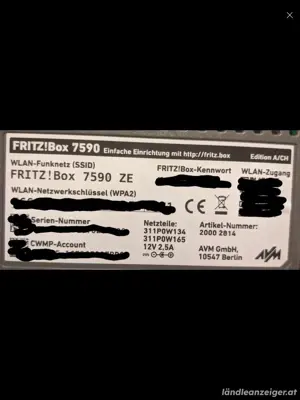 FRITZ!Box 7590 Einfache Einrichtung mit http://fritz.box Edition A/CH
WLAN-Funknetz (SSID)
FRITZ!Box 7590 ZE
FRITZ!Box-Kennwort
WLAN-Zugang
WLAN-Netzwerkschlüssel (WPA2)
CE
Serien-Nummer
CWMP-Account
Netzteile:
311P0W134
311P0W165
12V 2,5A
Artikel-Nummer:
2000 2814
AVM GmbH,
10547 Berlin
AVM
ländleanzeiger.at